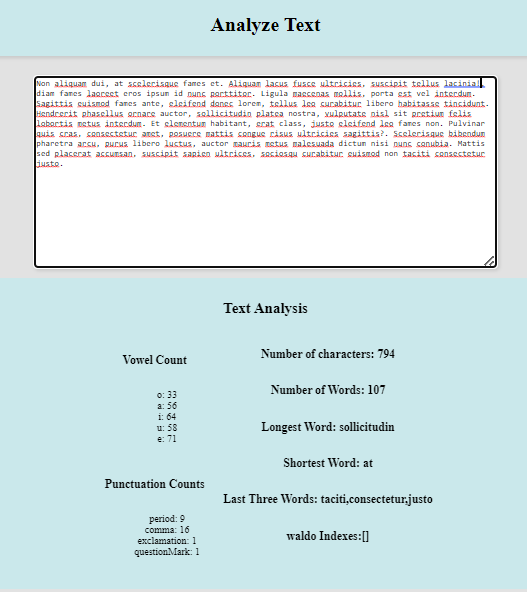 Analyze Text
Non aliquam dui, at scelerisque fames et. Aliquam lacus fusce ultricies, suscipit tellus lacinia!,
diam fames laoreet eros ipsum id nunc porttitor. Ligula maecenas mollis, porta est vel interdum.
Sagittis euismod fames ante, eleifend donec lorem, tellus leo curabitur libero habitasse tincidunt.
Hendrerit phasellus ornare auctor, sollicitudin platea nostra, vulputate nisl sit pretium felis
lobortis metus interdum. Et elementum habitant, erat class, justo eleifend leo fames non. Pulvinar
quis cras, consectetur amet, posuere mattis congue risus ultricies sagittis?. Scelerisque bibendum
pharetra arcu, purus libero luctus, auctor mauris metus malesuada dictum nisi nunc conubia. Mattis
sed placerat accumsan, suscipit sapien ultrices, sociosqu curabitur euismod non taciti consectetur
justo.
Text Analysis
Vowel Count
o: 33
a: 56
i: 64
u: 58
e: 71
Punctuation Counts
period: 9
comma: 16
exclamation: 1
questionMark: 1
Number of characters: 794
Number of Words: 107
Longest Word: sollicitudin
Shortest Word: at
Last Three Words: taciti,consectetur,justo
waldo Indexes:[]